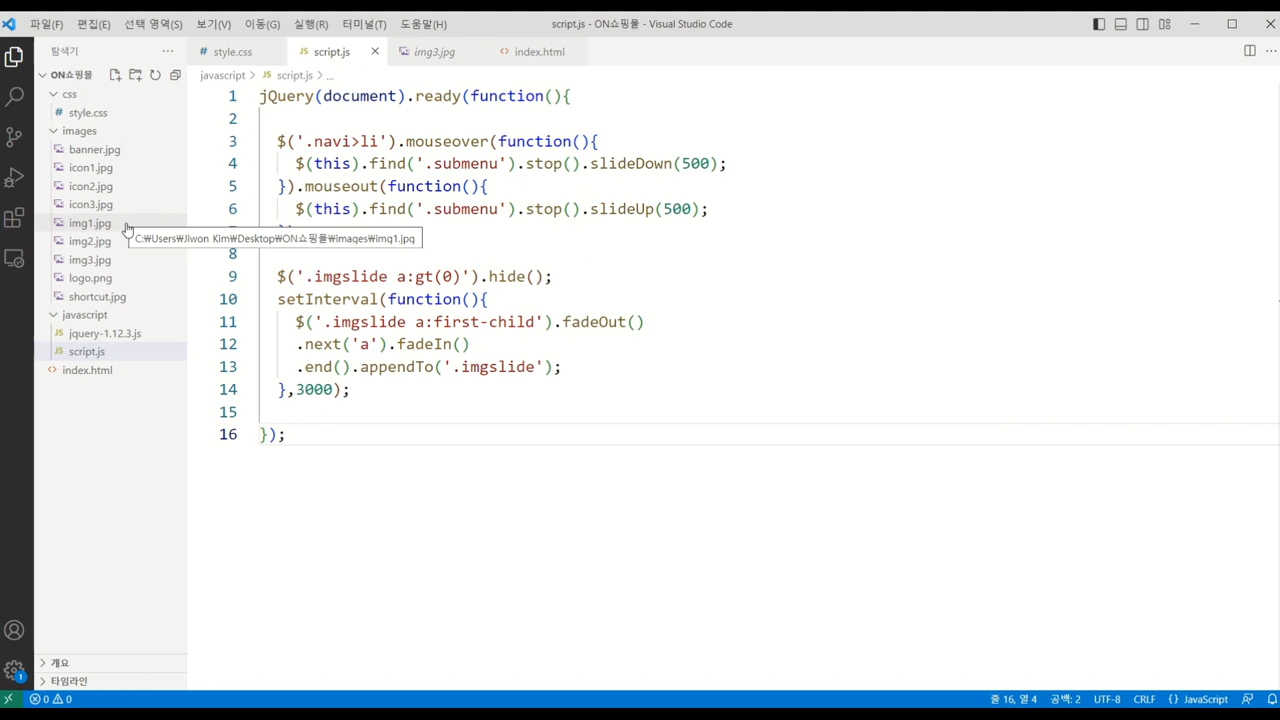 파일(F) 편집(E) 선택 영역(S) 보기(V) 이동(G) 실행(R) 터미널(T) 도움말(H)
script.js - ON쇼핑몰 - Visual Studio Code
탐색기
ON쇼핑몰
css
# style.css
images
banner.jpg
icon1.jpg
icon2.jpg
icon3.jpg
img1.jpg
img2.jpg
img3.jpg
logo.png
shortcut.jpg
javascript
JS jquery-1.12.3.js
JS script.js
<> index.html
개요
타임라인
# style.css
JS script.js
img3.jpg
<> index.html
javascript > JS script.js > ...
1 jQuery(document).ready(function(){
2
3 $('.navi>li').mouseover(function(){
4 $(this).find('.submenu').stop().slideDown(500);
5 }).mouseout(function(){
6 $(this).find('.submenu').stop().slideUp(500);
C:₩Users₩Jiwon Kim₩Desktop₩ON쇼핑몰₩images₩img1.jpg
8
9 $('.imgslide a:gt(0)').hide();
10 setInterval(function(){
11 $('.imgslide a:first-child').fadeOut()
12 .next('a').fadeIn()
13 .end().appendTo('.imgslide');
14 },3000);
15
16 });
1
0 0
줄 16, 열 4 공백: 2 UTF-8 CRLF {} JavaScript